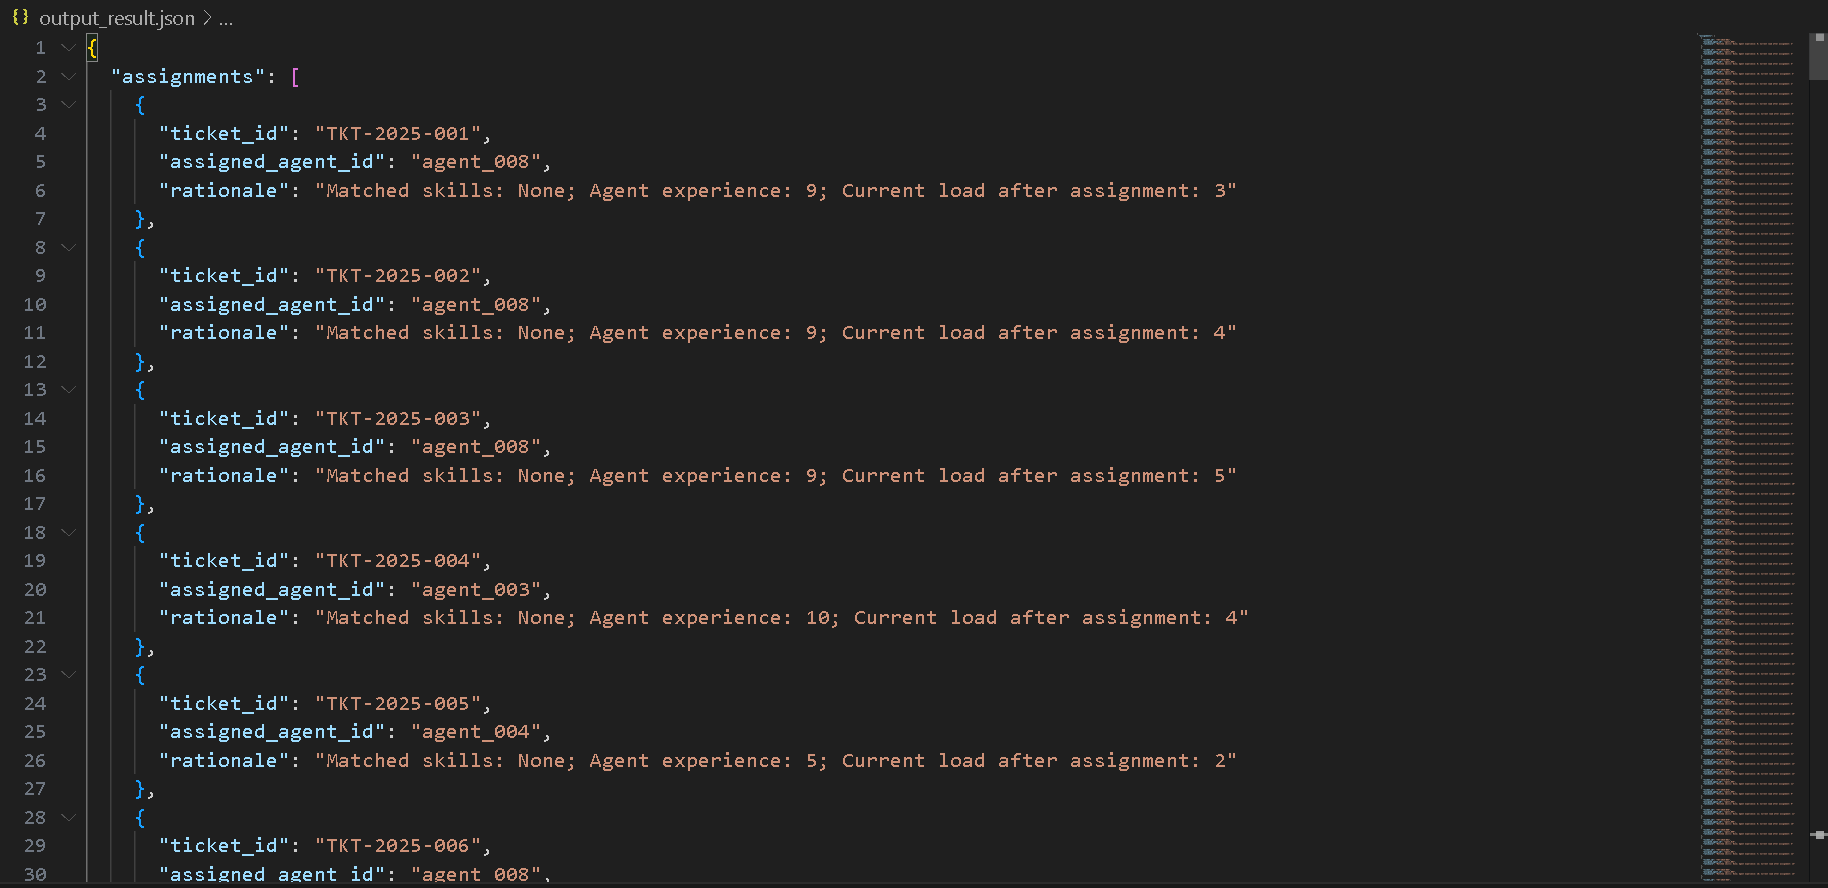 {} output_result.json > ...
1 {
2 "assignments": [
3 {
4 "ticket_id": "TKT-2025-001",
5 "assigned_agent_id": "agent_008",
6 "rationale": "Matched skills: None; Agent experience: 9; Current load after assignment: 3"
7 },
8 {
9 "ticket_id": "TKT-2025-002",
10 "assigned_agent_id": "agent_008",
11 "rationale": "Matched skills: None; Agent experience: 9; Current load after assignment: 4"
12 },
13 {
14 "ticket_id": "TKT-2025-003",
15 "assigned_agent_id": "agent_008",
16 "rationale": "Matched skills: None; Agent experience: 9; Current load after assignment: 5"
17 },
18 {
19 "ticket_id": "TKT-2025-004",
20 "assigned_agent_id": "agent_003",
21 "rationale": "Matched skills: None; Agent experience: 10; Current load after assignment: 4"
22 },
23 {
24 "ticket_id": "TKT-2025-005",
25 "assigned_agent_id": "agent_004",
26 "rationale": "Matched skills: None; Agent experience: 5; Current load after assignment: 2"
27 },
28 {
29 "ticket_id": "TKT-2025-006",
30 "assigned_agent_id": "agent_008",